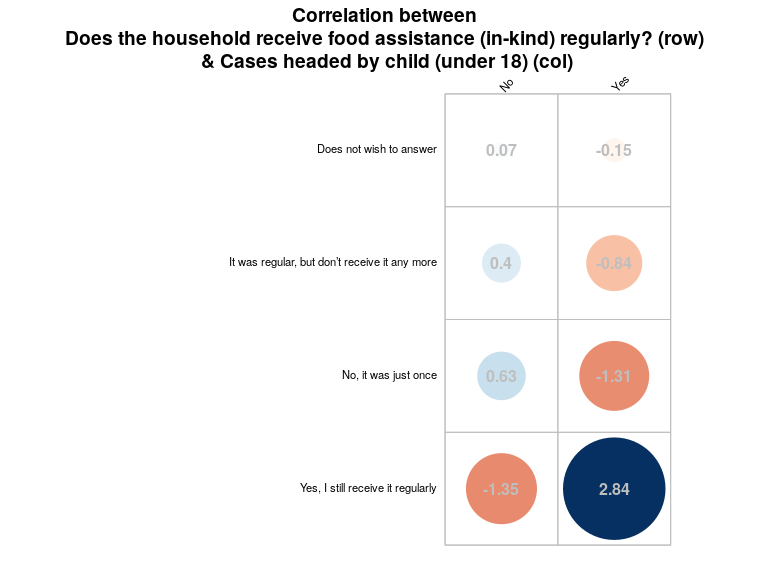 Correlation between
Does the household receive food assistance (in-kind) regularly? (row)
& Cases headed by child (under 18) (col)
No Yes
Does not wish to answer 0.07 -0.15
It was regular, but don't receive it any more 0.4 -0.84
No, it was just once 0.63 -1.31
Yes, I still receive it regularly -1.35 2.84